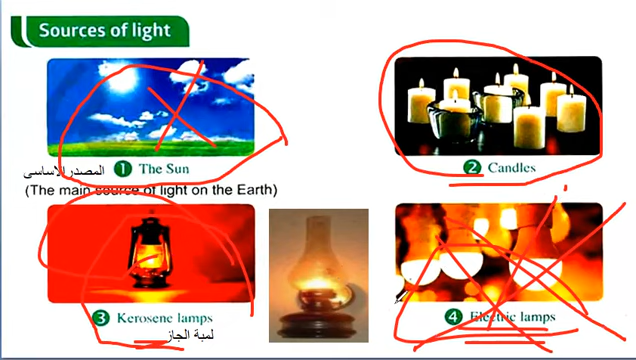 Sources of light
1 The Sun
المصدر الاساسى
(The main source of light on the Earth)
2 Candles
3 Kerosene lamps
لمبة الجاز
4 Electric lamps